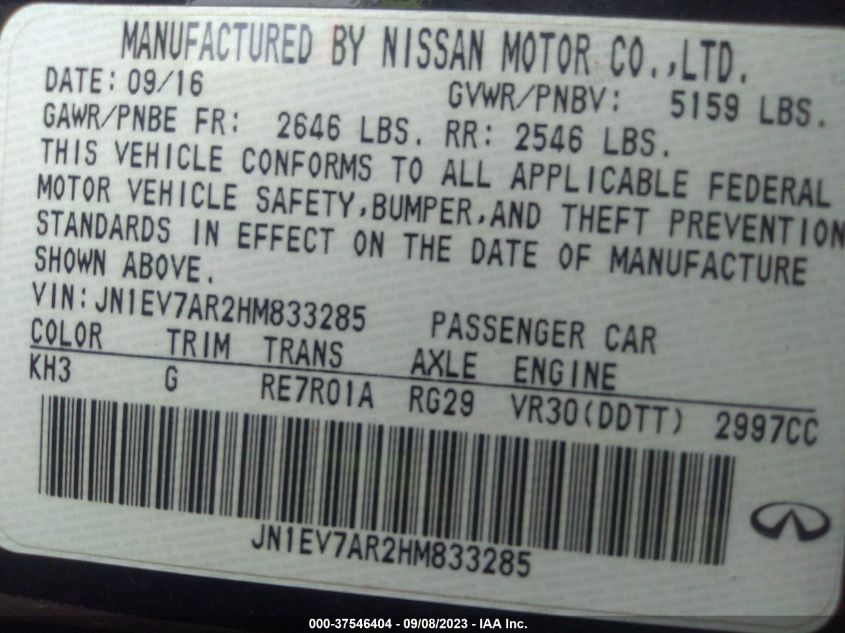 MANUFACTURED BY NISSAN MOTOR CO.,LTD.
DATE: 09/16 GVWR/PNBV: 5159 LBS.
GAWR/PNBE FR: 2646 LBS. RR: 2546 LBS.
THIS VEHICLE CONFORMS TO ALL APPLICABLE FEDERAL
MOTOR VEHICLE SAFETY,BUMPER,AND THEFT PREVENTION
STANDARDS IN EFFECT ON THE DATE OF MANUFACTURE
SHOWN ABOVE.
VIN:JN1EV7AR2HM833285 PASSENGER CAR
COLOR TRIM TRANS AXLE ENGINE
KH3 G RE7R01A RG29 VR30(DDTT) 2997CC
JN1EV7AR2HM833285
000-37546404 - 09/08/2023 - IAA Inc.